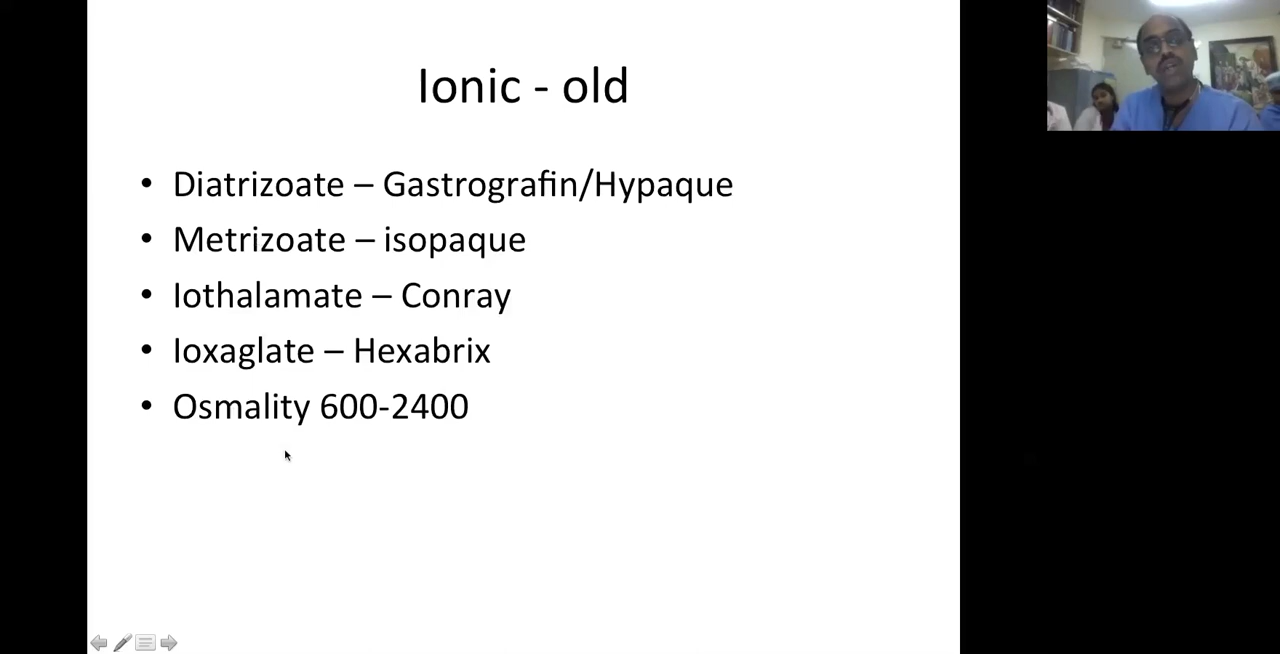 Ionic - old
• Diatrizoate – Gastrografin/Hypaque
• Metrizoate – isopaque
• Iothalamate – Conray
• Ioxaglate – Hexabrix
• Osmality 600-2400